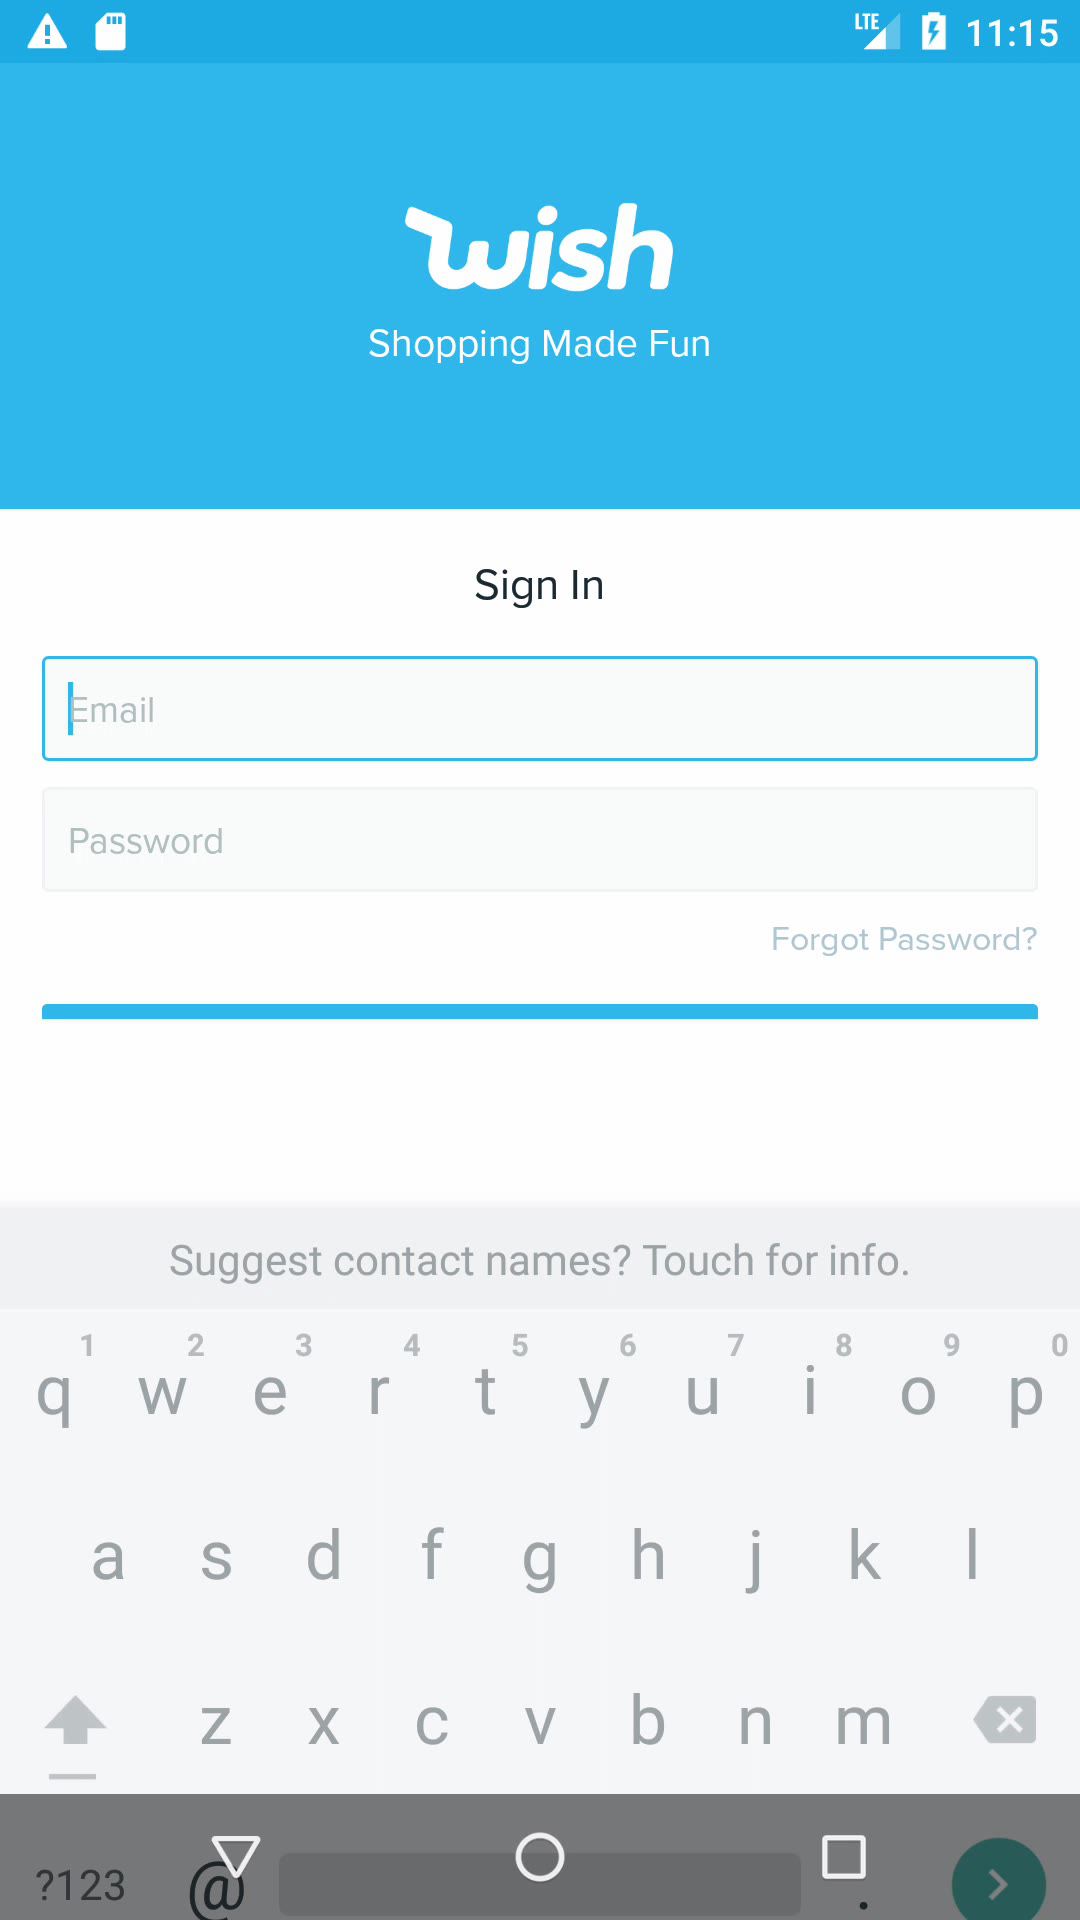 LTE 11:15
wish
Shopping Made Fun
Sign In
Email
Password
Forgot Password?
Suggest contact names? Touch for info.
1 2 3 4 5 6 7 8 9 0
q w e r t y u i o p
a s d f g h j k l
z x c v b n m
?123 @ .